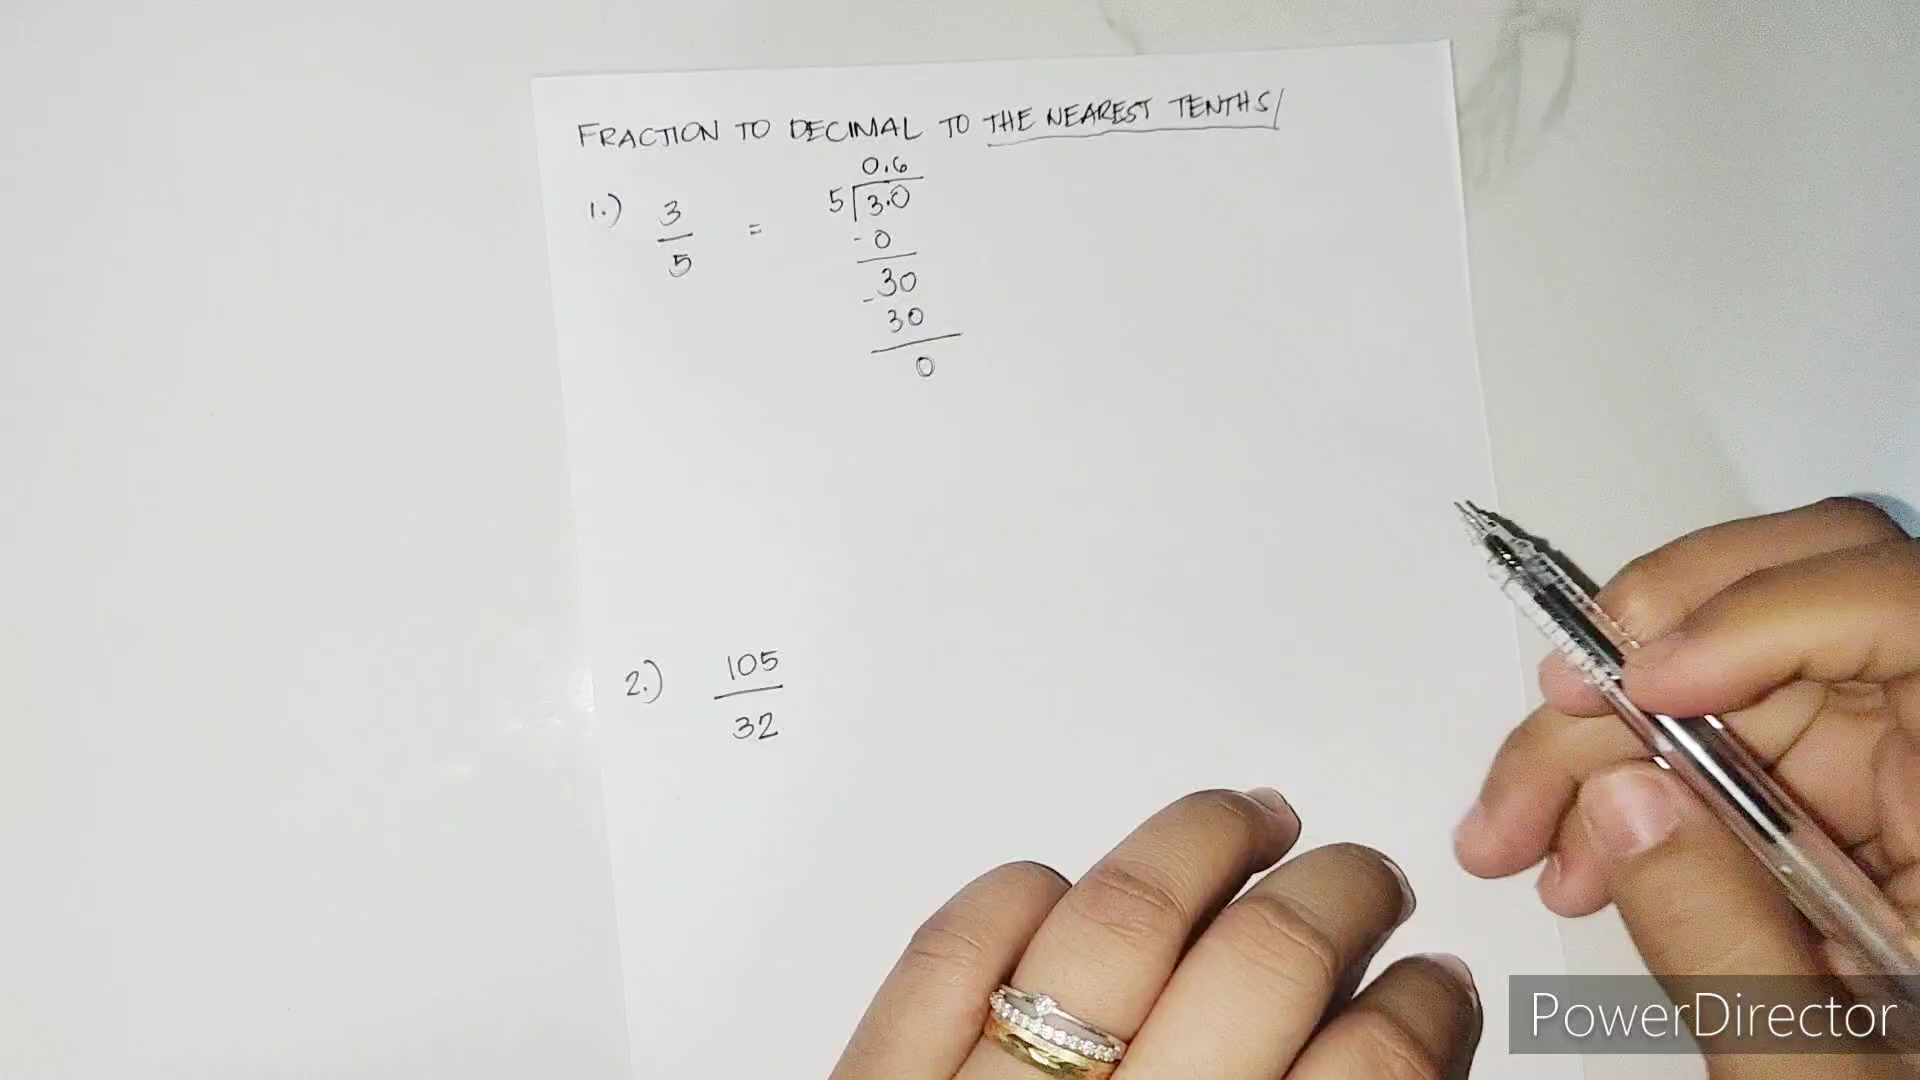 FRACTION TO DECIMAL TO THE NEAREST TENTHS/
0.6
1.) 3/5 = 5⟌3.0
- 0
30
- 30
0
2.) 105/32
PowerDirector